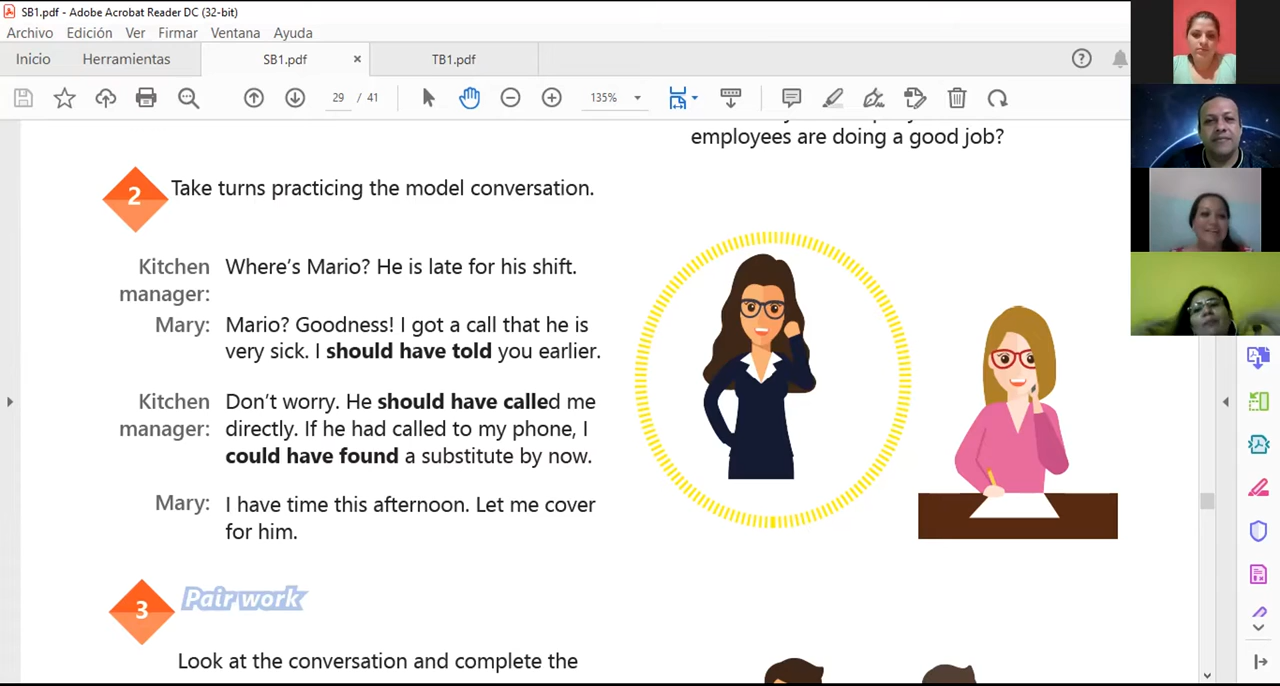 SB1.pdf - Adobe Acrobat Reader DC (32-bit)
Archivo Edición Ver Firmar Ventana Ayuda
Inicio Herramientas SB1.pdf × TB1.pdf
29 / 41 135%
employees are doing a good job?
2 Take turns practicing the model conversation.
Kitchen manager: Where's Mario? He is late for his shift.
Mary: Mario? Goodness! I got a call that he is
very sick. I should have told you earlier.
Kitchen manager: Don't worry. He should have called me
directly. If he had called to my phone, I
could have found a substitute by now.
Mary: I have time this afternoon. Let me cover
for him.
3 Pair work
Look at the conversation and complete the